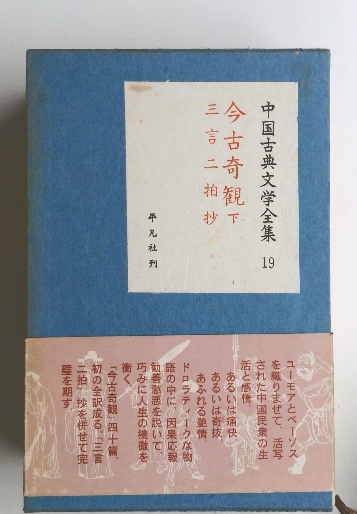 中国古典文学全集 19
今古奇観 下
三言二拍抄
平凡社刊
ユーモアとペーソス
を織りまぜて、活写
された中国民衆の生
活と感情
あるいは痛快
あるいは奇抜
あふれる艶情
ドロラティークな物
語の中に 因果応報
勧善懲悪を説いて、
巧みに人生の機微を
衝く。
「今古奇観」四十篇
初の全訳成る。「三言
二拍」抄を併せて完
璧を期す。